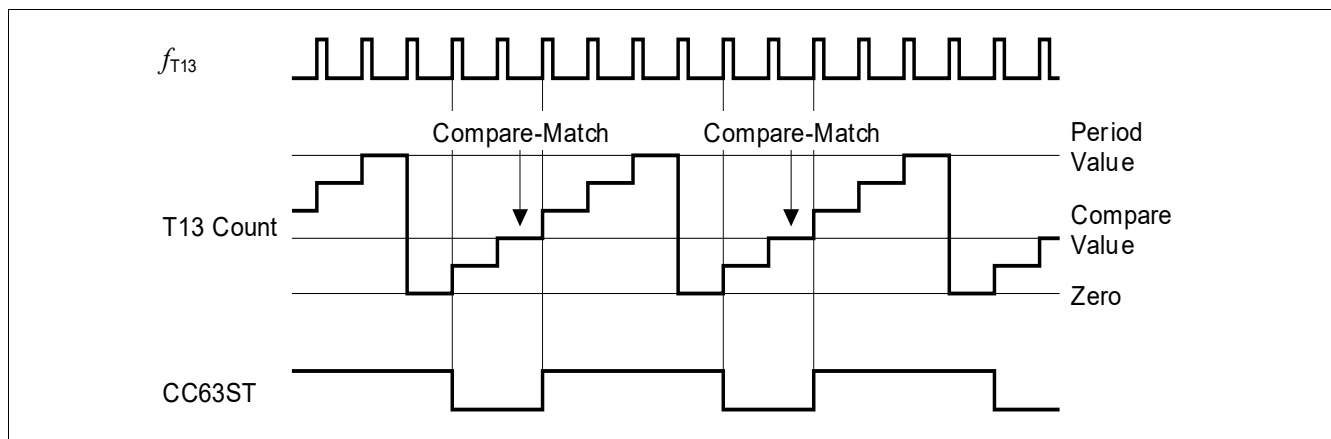 fT13
Compare-Match
Compare-Match
Period
Value
T13 Count
Compare
Value
Zero
CC63ST